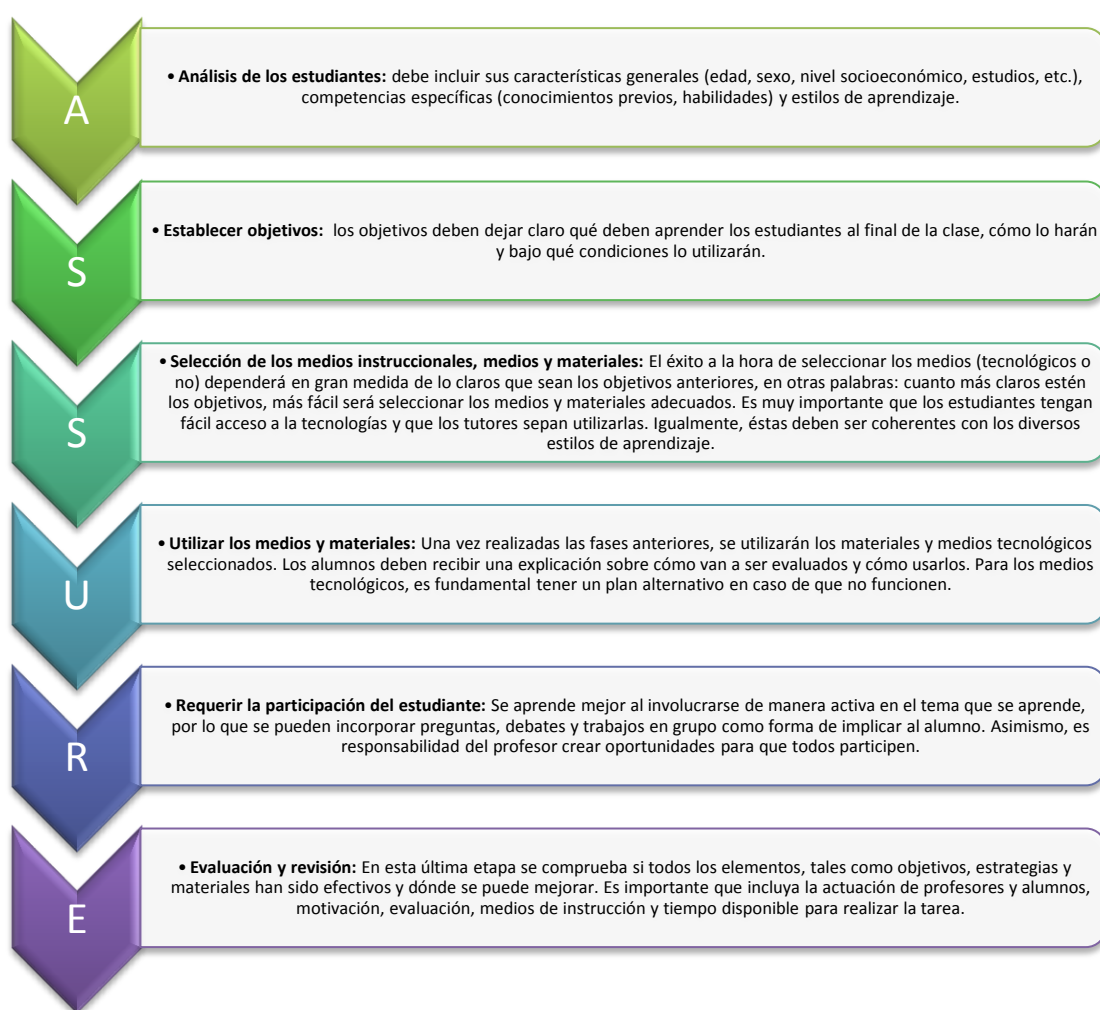 A
• Análisis de los estudiantes: debe incluir sus características generales (edad, sexo, nivel socioeconómico, estudios, etc.),
competencias específicas (conocimientos previos, habilidades) y estilos de aprendizaje.
S
• Establecer objetivos: los objetivos deben dejar claro qué deben aprender los estudiantes al final de la clase, cómo lo harán
y bajo qué condiciones lo utilizarán.
S
• Selección de los medios instruccionales, medios y materiales: El éxito a la hora de seleccionar los medios (tecnológicos o
no) dependerá en gran medida de lo claros que sean los objetivos anteriores, en otras palabras: cuanto más claros estén
los objetivos, más fácil será seleccionar los medios y materiales adecuados. Es muy importante que los estudiantes tengan
fácil acceso a la tecnologías y que los tutores sepan utilizarlas. Igualmente, éstas deben ser coherentes con los diversos
estilos de aprendizaje.
U
• Utilizar los medios y materiales: Una vez realizadas las fases anteriores, se utilizarán los materiales y medios tecnológicos
seleccionados. Los alumnos deben recibir una explicación sobre cómo van a ser evaluados y cómo usarlos. Para los medios
tecnológicos, es fundamental tener un plan alternativo en caso de que no funcionen.
R
• Requerir la participación del estudiante: Se aprende mejor al involucrarse de manera activa en el tema que se aprende,
por lo que se pueden incorporar preguntas, debates y trabajos en grupo como forma de implicar al alumno. Asimismo, es
responsabilidad del profesor crear oportunidades para que todos participen.
E
• Evaluación y revisión: En esta última etapa se comprueba si todos los elementos, tales como objetivos, estrategias y
materiales han sido efectivos y dónde se puede mejorar. Es importante que incluya la actuación de profesores y alumnos,
motivación, evaluación, medios de instrucción y tiempo disponible para realizar la tarea.